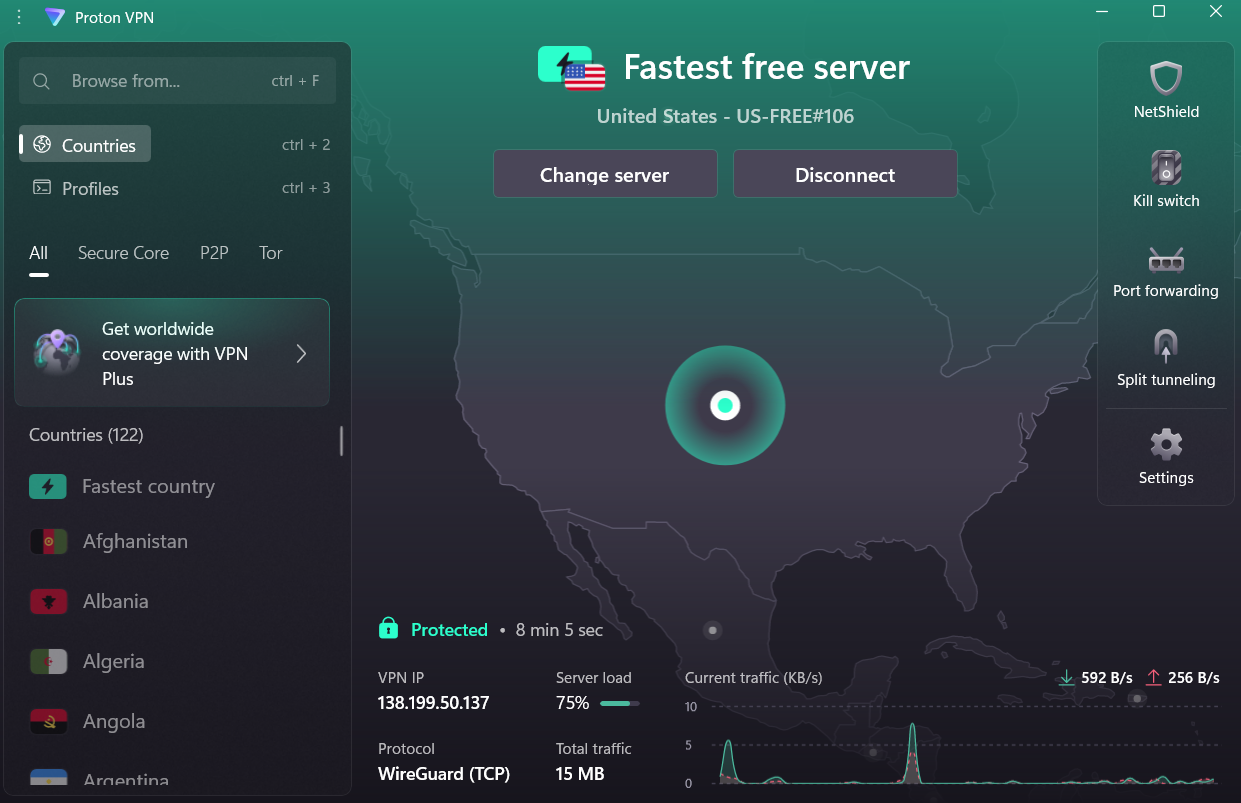 Proton VPN
Browse from...
ctrl + F
Countries
ctrl + 2
Profiles
ctrl + 3
All
Secure Core
P2P
Tor
Get worldwide
coverage with VPN
Plus
Countries (122)
Fastest country
Afghanistan
Albania
Algeria
Angola
Argentina
Fastest free server
United States - US-FREE#106
Change server
Disconnect
Protected • 8 min 5 sec
VPN IP
138.199.50.137
Server load
75%
Protocol
WireGuard (TCP)
Total traffic
15 MB
Current traffic (KB/s)
592 B/s
256 B/s
10
5
0
NetShield
Kill switch
Port forwarding
Split tunneling
Settings